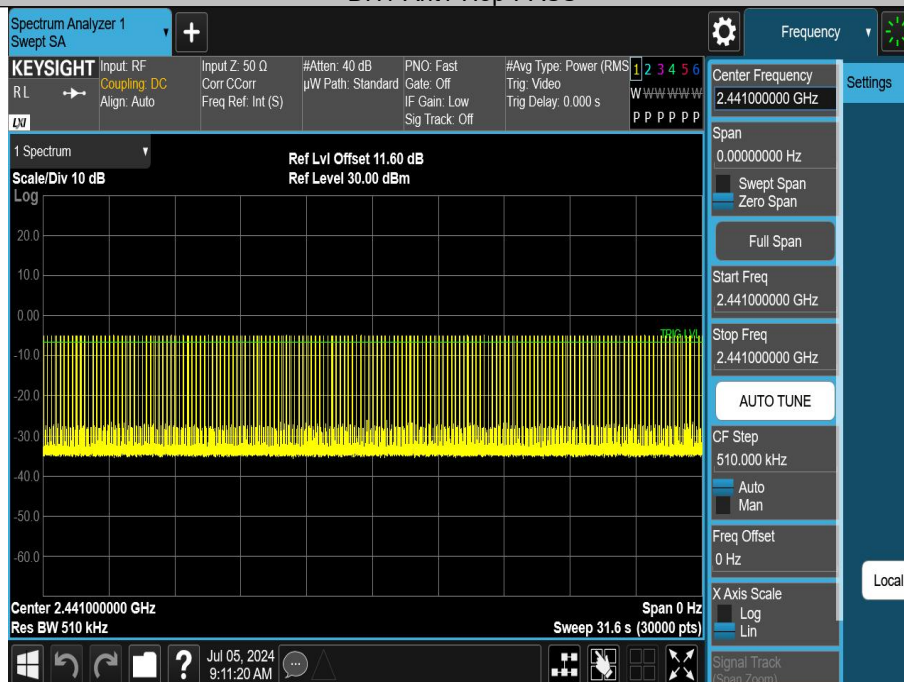 Spectrum Analyzer 1
Swept SA
Frequency
KEYSIGHT
RL
LXI
Input: RF
Coupling: DC
Align: Auto
Input Z: 50 Ω
Corr CCorr
Freq Ref: Int (S)
#Atten: 40 dB
µW Path: Standard
PNO: Fast
Gate: Off
IF Gain: Low
Sig Track: Off
#Avg Type: Power (RMS
Trig: Video
Trig Delay: 0.000 s
1 2 3 4 5 6
W W W W W W
P P P P P P
Center Frequency
2.441000000 GHz
Settings
Span
0.00000000 Hz
Swept Span
Zero Span
Full Span
Start Freq
2.441000000 GHz
Stop Freq
2.441000000 GHz
AUTO TUNE
CF Step
510.000 kHz
Auto
Man
Freq Offset
0 Hz
X Axis Scale
Log
Lin
Signal Track
(Span Zoom)
Local
1 Spectrum
Scale/Div 10 dB
Ref Lvl Offset 11.60 dB
Ref Level 30.00 dBm
Log
20.0
10.0
0.00
TRIG LVL
-10.0
-20.0
-30.0
-40.0
-50.0
-60.0
Center 2.441000000 GHz
Span 0 Hz
Res BW 510 kHz
Sweep 31.6 s (30000 pts)
?
Jul 05, 2024
9:11:20 AM